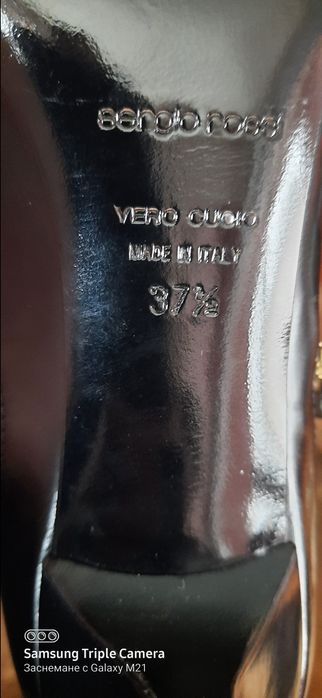 sergio rossi
VERO CUOIO
MADE IN ITALY
37½
Samsung Triple Camera
Заснемане с Galaxy M21